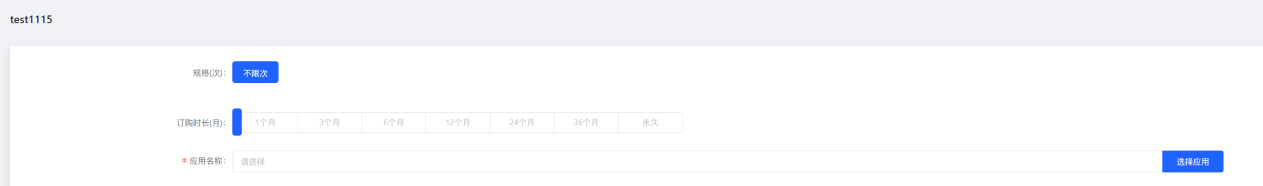 test1115
规格(次): 不限次
订购时长(月): 1个月 3个月 6个月 12个月 24个月 36个月 永久
* 应用名称: 请选择 选择应用